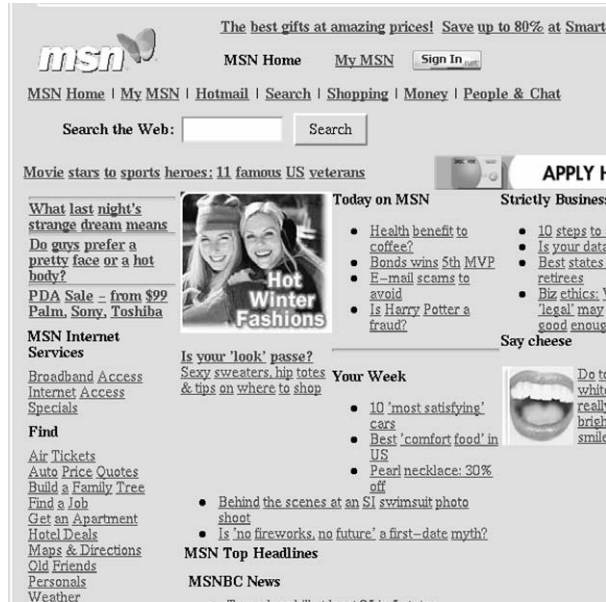 The best gifts at amazing prices! Save up to 80% at Smart
msn
MSN Home My MSN Sign In .net
MSN Home | My MSN | Hotmail | Search | Shopping | Money | People & Chat
Search the Web: Search
Movie stars to sports heroes: 11 famous US veterans
APPLY H
What last night's
strange dream means
Do guys prefer a
pretty face or a hot
body?
PDA Sale – from $99
Palm, Sony, Toshiba
MSN Internet
Services
Broadband Access
Internet Access
Specials
Find
Air Tickets
Auto Price Quotes
Build a Family Tree
Find a Job
Get an Apartment
Hotel Deals
Maps & Directions
Old Friends
Personals
Weather
Hot
Winter
Fashions
Is your 'look' passe?
Sexy sweaters, hip totes
& tips on where to shop
Today on MSN
Health benefit to
coffee?
Bonds wins 5th MVP
E-mail scams to
avoid
Is Harry Potter a
fraud?
Your Week
10 'most satisfying'
cars
Best 'comfort food' in
US
Pearl necklace: 30%
off
Behind the scenes at an SI swimsuit photo
shoot
Is 'no fireworks, no future' a first-date myth?
MSN Top Headlines
MSNBC News
Strictly Business
10 steps to
Is your data
Best states
retirees
Biz ethics:
'legal' may
good enoug
Say cheese
Do to
white
really
brigh
smile